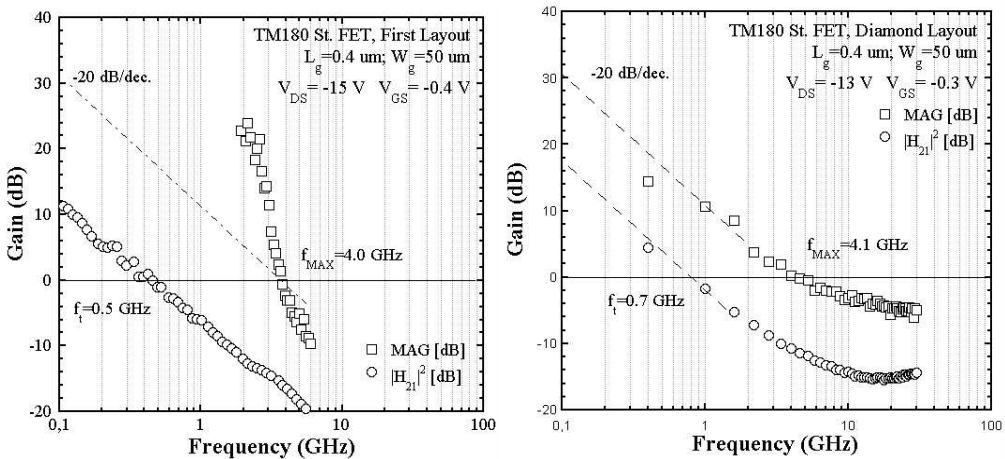 TM180 St. FET, First Layout
L_g=0.4 um; W_g=50 um
V_DS= -15 V V_GS= -0.4 V
-20 dB/dec.
f_MAX=4.0 GHz
f_t=0.5 GHz
MAG [dB]
|H_21|^2 [dB]
Gain (dB)
40
30
20
10
0
-10
-20
0,1
1
10
100
Frequency (GHz)
TM180 St. FET, Diamond Layout
L_g=0.4 um; W_g=50 um
V_DS= -13 V V_GS=-0.3 V
-20 dB/dec.
MAG [dB]
|H_21|^2 [dB]
f_MAX=4.1 GHz
f_t=0.7 GHz
Gain (dB)
40
30
20
10
0
-10
-20
0,1
1
10
100
Frequency (GHz)